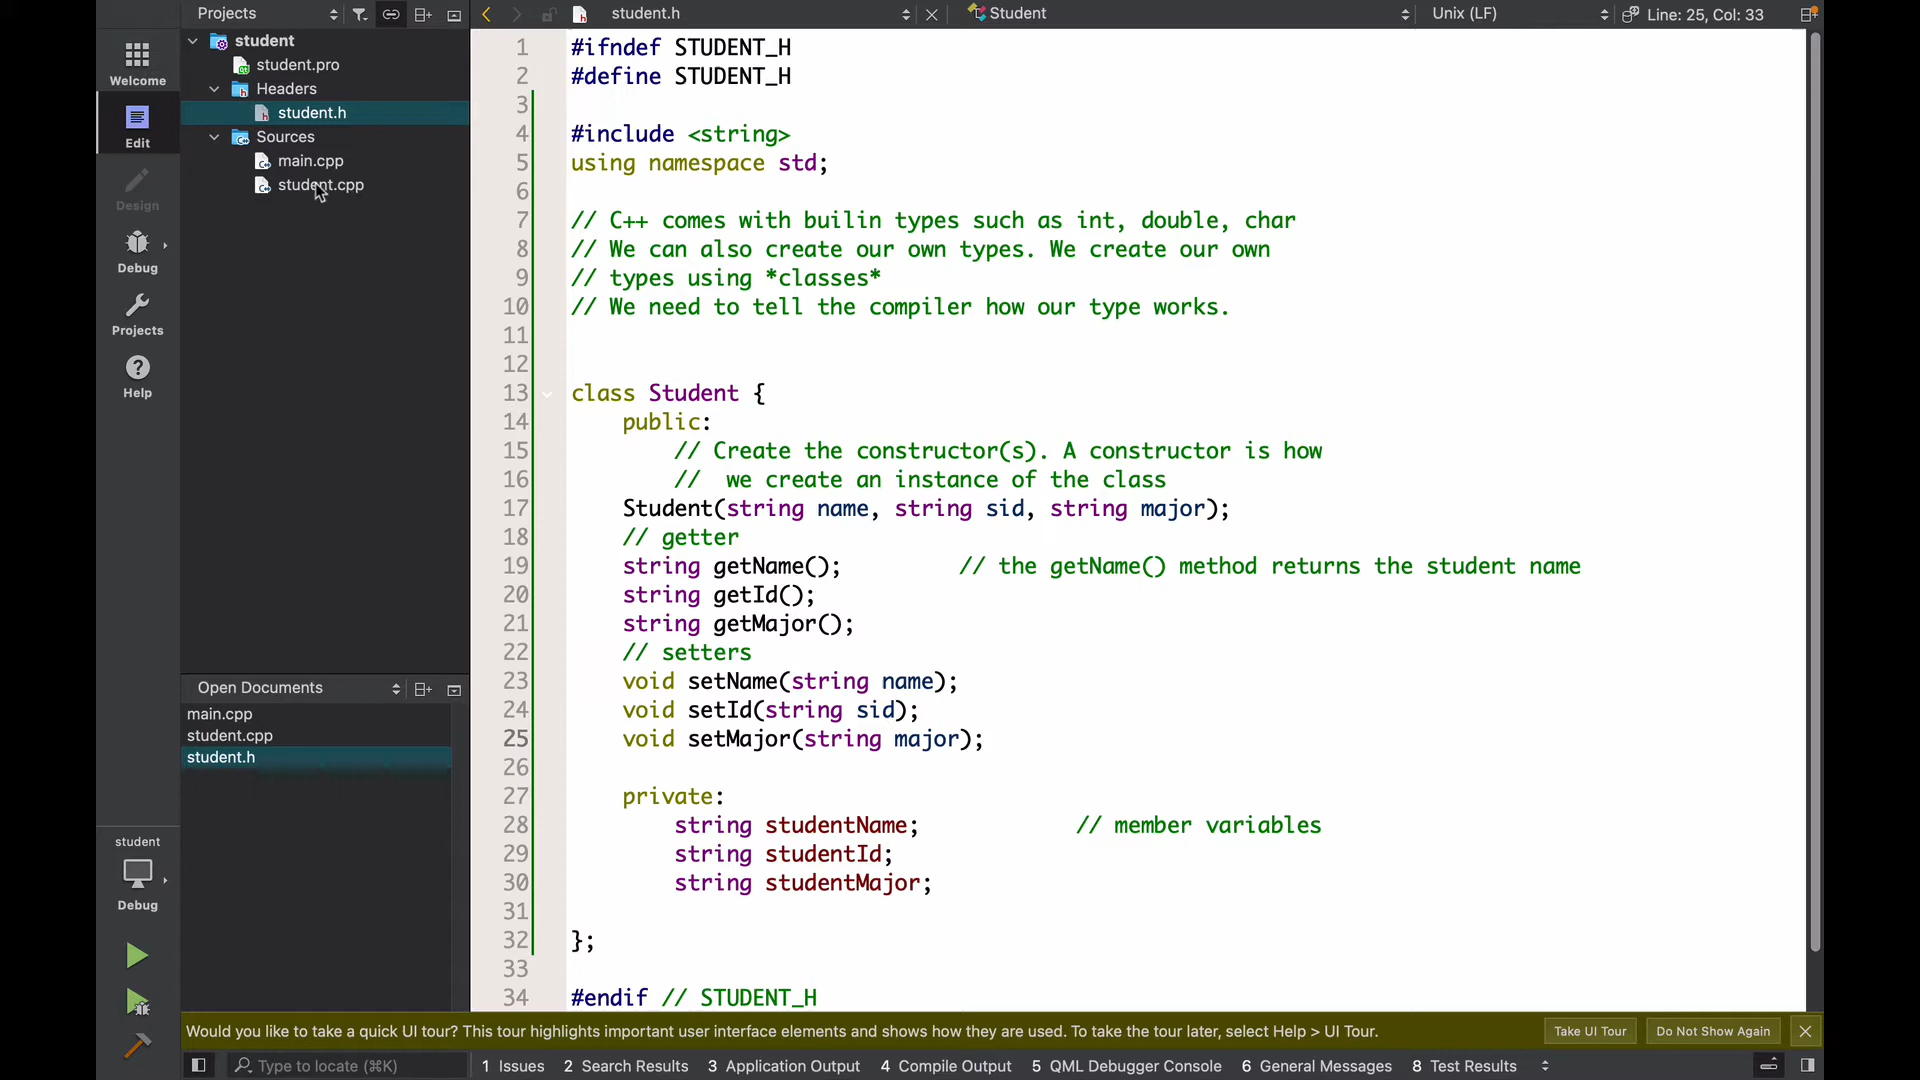 Projects
student.h
Student
Unix (LF)
Line: 25, Col: 33
Welcome
Edit
Design
Debug
Projects
Help
student
student.pro
Headers
student.h
Sources
main.cpp
student.cpp
Open Documents
main.cpp
student.cpp
student.h
student
Debug
1 #ifndef STUDENT_H
2 #define STUDENT_H
3
4 #include <string>
5 using namespace std;
6
7 // C++ comes with builin types such as int, double, char
8 // We can also create our own types. We create our own
9 // types using *classes*
10 // We need to tell the compiler how our type works.
11
12
13 class Student {
14 public:
15 // Create the constructor(s). A constructor is how
16 // we create an instance of the class
17 Student(string name, string sid, string major);
18 // getter
19 string getName(); // the getName() method returns the student name
20 string getId();
21 string getMajor();
22 // setters
23 void setName(string name);
24 void setId(string sid);
25 void setMajor(string major);
26
27 private:
28 string studentName; // member variables
29 string studentId;
30 string studentMajor;
31
32 };
33
34 #endif // STUDENT_H
Would you like to take a quick UI tour? This tour highlights important user interface elements and shows how they are used. To take the tour later, select Help > UI Tour.
Take UI Tour
Do Not Show Again
Type to locate (⌘K)
1 Issues
2 Search Results
3 Application Output
4 Compile Output
5 QML Debugger Console
6 General Messages
8 Test Results